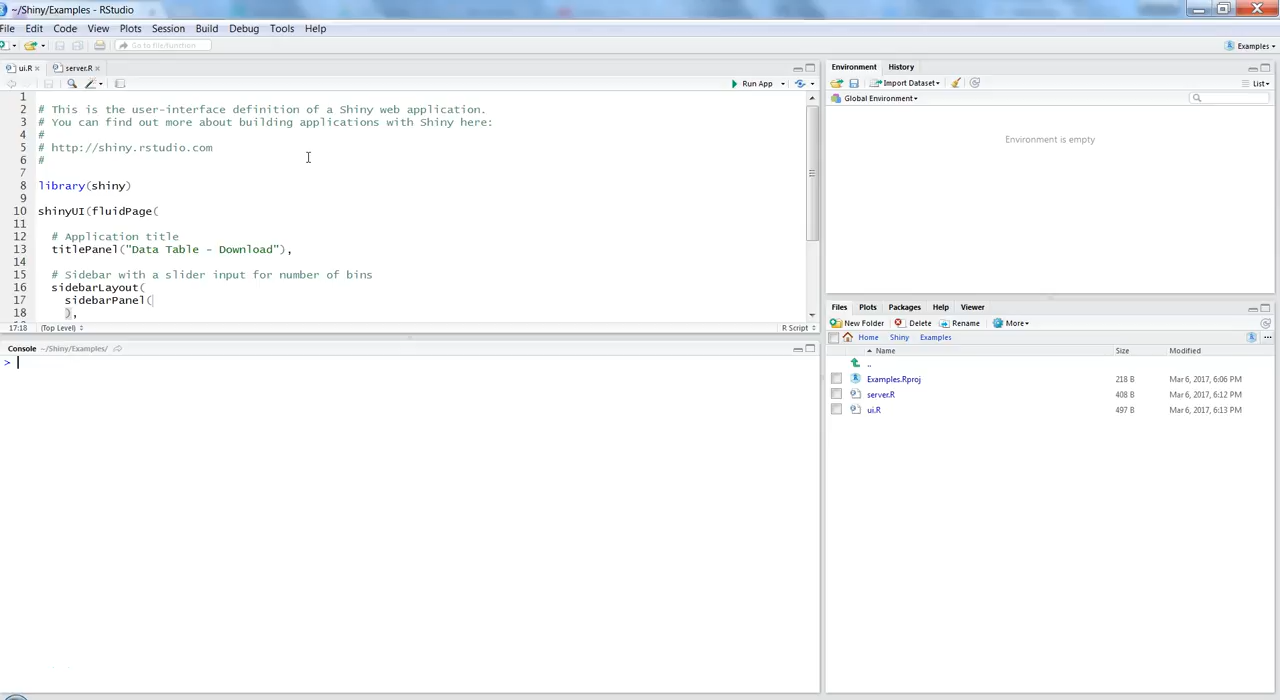 ~/Shiny/Examples - RStudio
File Edit Code View Plots Session Build Debug Tools Help
Go to file/function
Examples
ui.R
server.R
Run App
1
2 # This is the user-interface definition of a Shiny web application.
3 # You can find out more about building applications with Shiny here:
4 #
5 # http://shiny.rstudio.com
6 #
7
8 library(shiny)
9
10 shinyUI(fluidPage(
11
12 # Application title
13 titlePanel("Data Table - Download"),
14
15 # Sidebar with a slider input for number of bins
16 sidebarLayout(
17 sidebarPanel(
18 ),
17:18 (Top Level) R Script
Console ~/Shiny/Examples/
>
Environment History
Import Dataset List
Global Environment
Environment is empty
Files Plots Packages Help Viewer
New Folder Delete Rename More
Home Shiny Examples
Name Size Modified
..
Examples.Rproj 218 B Mar 6, 2017, 6:06 PM
server.R 408 B Mar 6, 2017, 6:12 PM
ui.R 497 B Mar 6, 2017, 6:13 PM